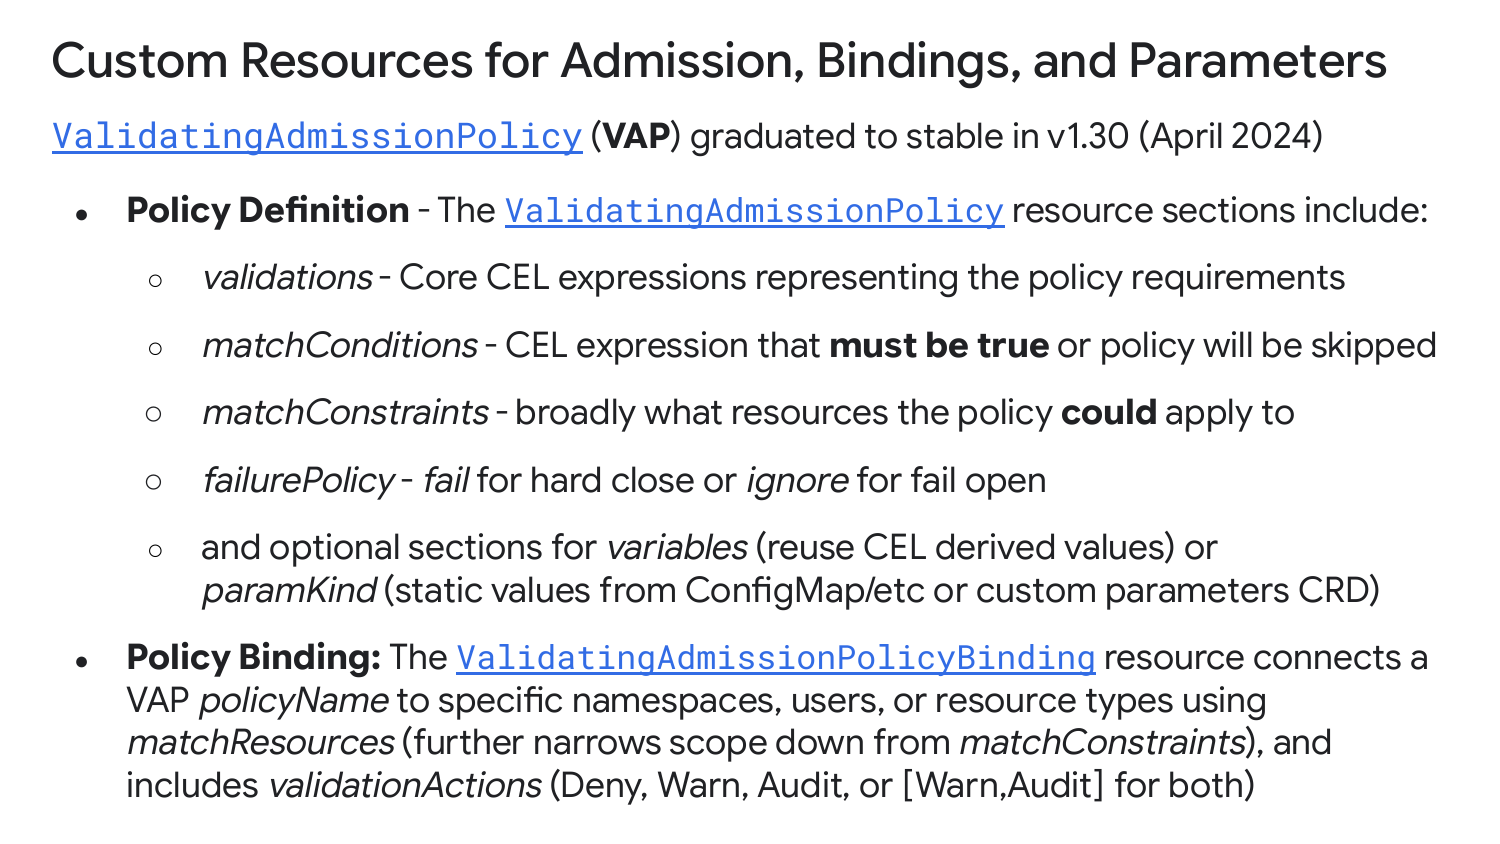 Custom Resources for Admission, Bindings, and Parameters
ValidatingAdmissionPolicy (VAP) graduated to stable in v1.30 (April 2024)
● Policy Definition - The ValidatingAdmissionPolicy resource sections include:
○ validations - Core CEL expressions representing the policy requirements
○ matchConditions - CEL expression that must be true or policy will be skipped
○ matchConstraints - broadly what resources the policy could apply to
○ failurePolicy - fail for hard close or ignore for fail open
○ and optional sections for variables (reuse CEL derived values) or
paramKind (static values from ConfigMap/etc or custom parameters CRD)
● Policy Binding: The ValidatingAdmissionPolicyBinding resource connects a
VAP policyName to specific namespaces, users, or resource types using
matchResources (further narrows scope down from matchConstraints), and
includes validationActions (Deny, Warn, Audit, or [Warn,Audit] for both)